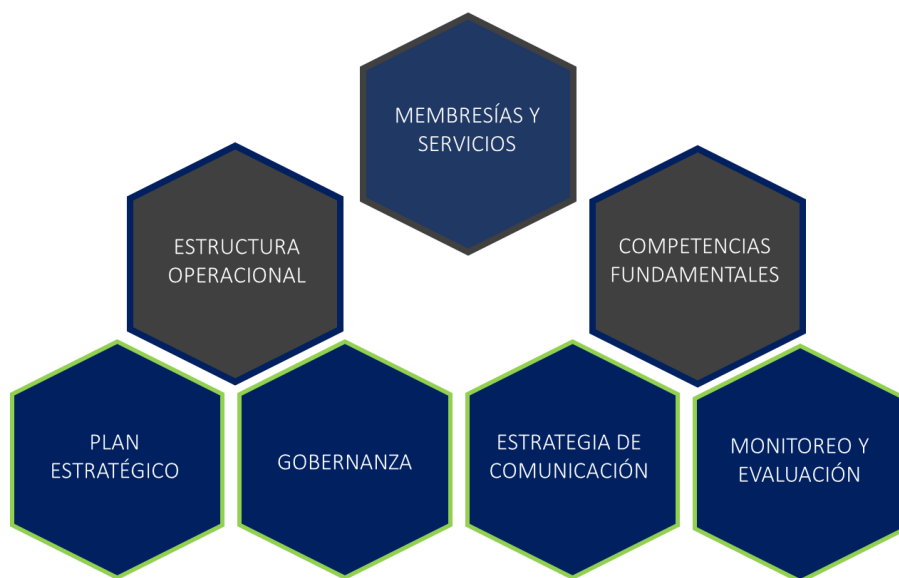 MEMBRESÍAS Y
SERVICIOS
ESTRUCTURA
OPERACIONAL
COMPETENCIAS
FUNDAMENTALES
PLAN
ESTRATÉGICO
GOBERNANZA
ESTRATEGIA DE
COMUNICACIÓN
MONITOREO Y
EVALUACIÓN